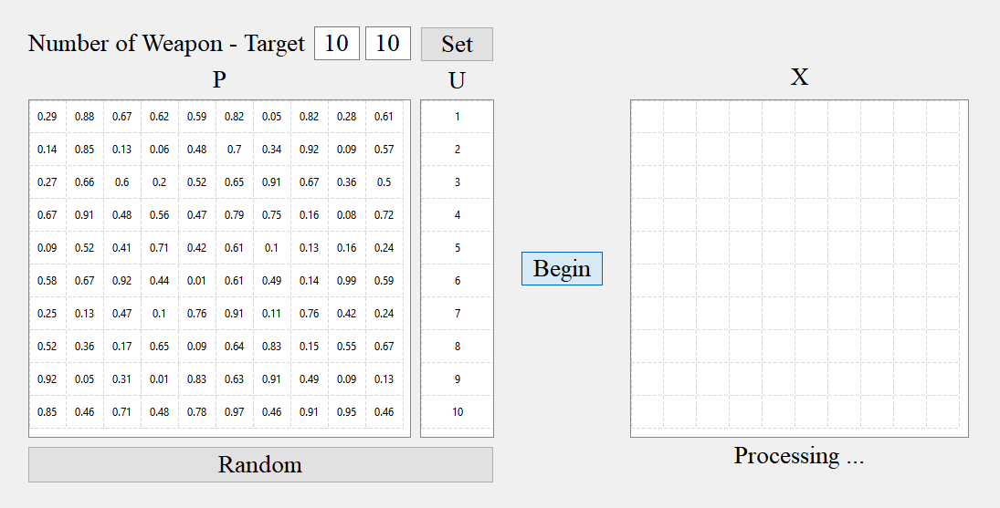 Number of Weapon - Target 10 10 Set
P U X
0.29 0.88 0.67 0.62 0.59 0.82 0.05 0.82 0.28 0.61 1
0.14 0.85 0.13 0.06 0.48 0.7 0.34 0.92 0.09 0.57 2
0.27 0.66 0.6 0.2 0.52 0.65 0.91 0.67 0.36 0.5 3
0.67 0.91 0.48 0.56 0.47 0.79 0.75 0.16 0.08 0.72 4
0.09 0.52 0.41 0.71 0.42 0.61 0.1 0.13 0.16 0.24 5
0.58 0.67 0.92 0.44 0.01 0.61 0.49 0.14 0.99 0.59 6
0.25 0.13 0.47 0.1 0.76 0.91 0.11 0.76 0.42 0.24 7
0.52 0.36 0.17 0.65 0.09 0.64 0.83 0.15 0.55 0.67 8
0.92 0.05 0.31 0.01 0.83 0.63 0.91 0.49 0.09 0.13 9
0.85 0.46 0.71 0.48 0.78 0.97 0.46 0.91 0.95 0.46 10
Begin
Random
Processing ...